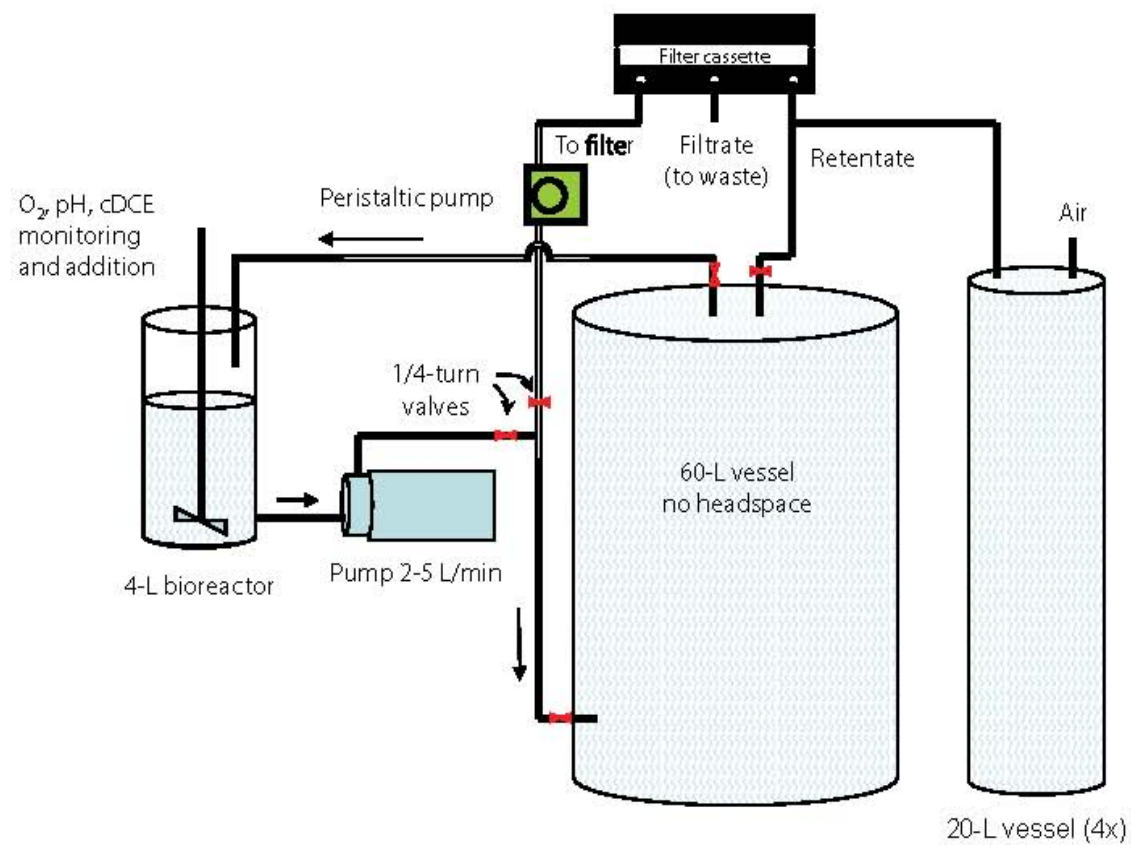 Filter cassette
To filter
Filtrate
(to waste)
Retentate
Peristaltic pump
O₂, pH, cDCE
monitoring
and addition
Air
1/4-turn
valves
60-L vessel
no headspace
Pump 2-5 L/min
4-L bioreactor
20-L vessel (4x)